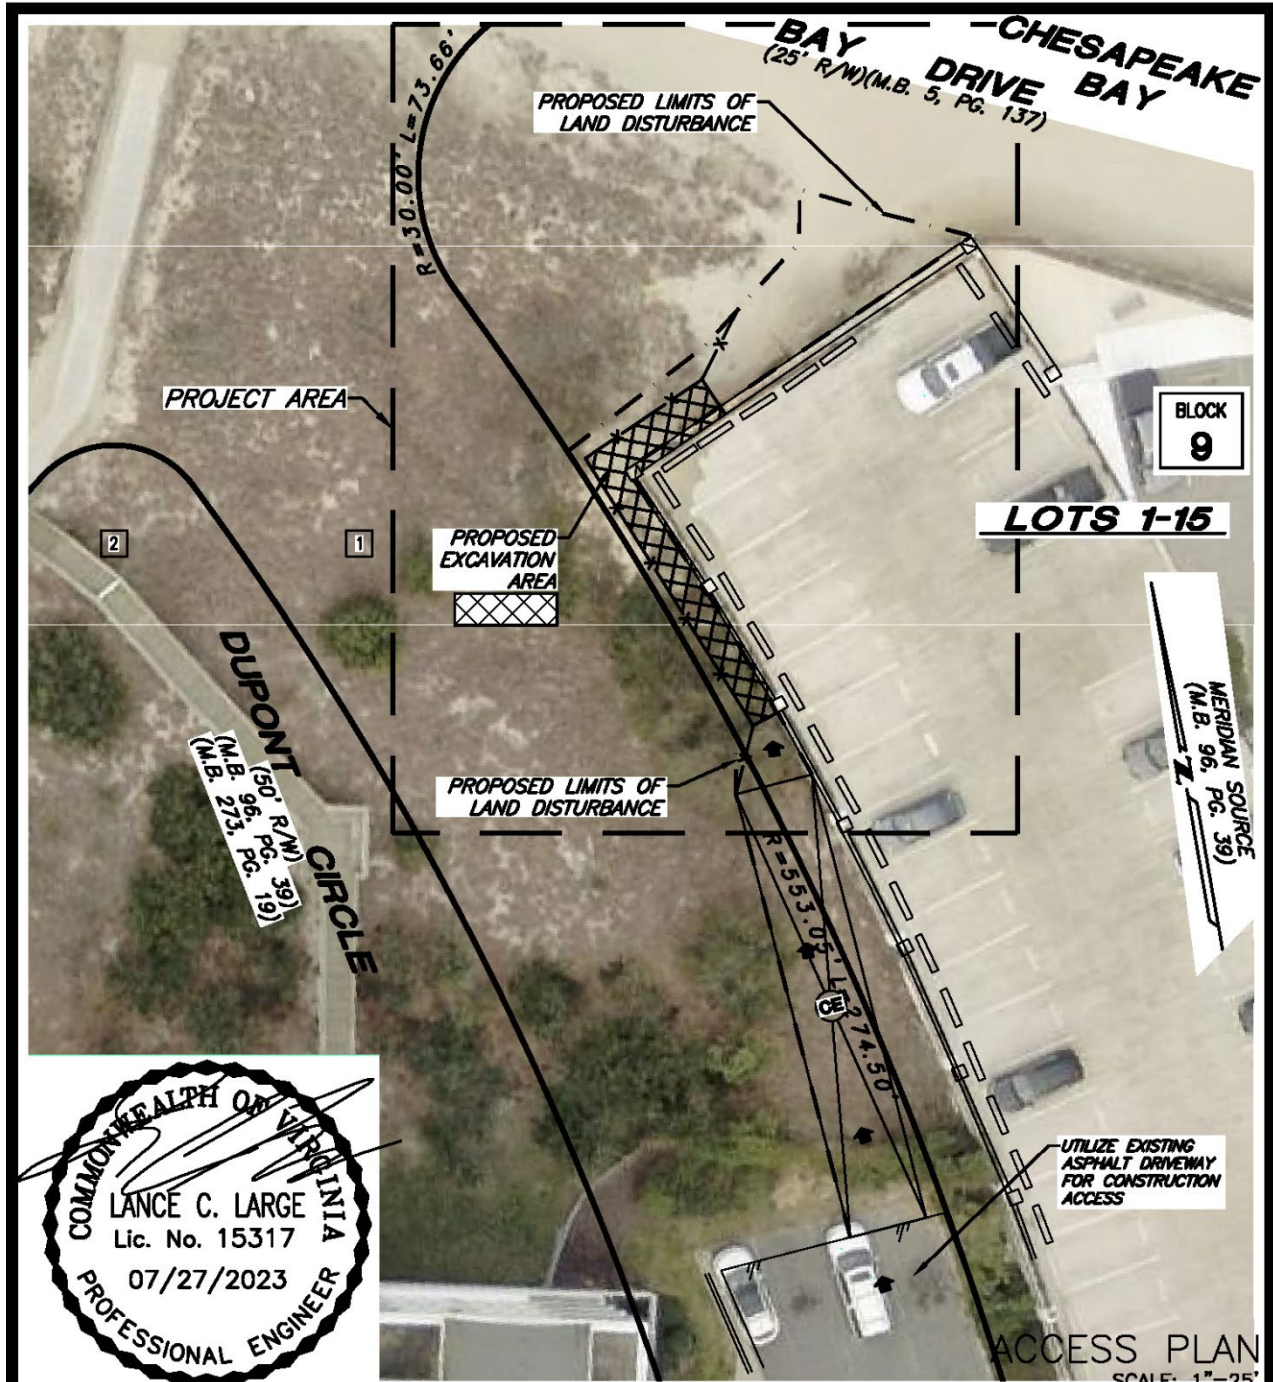 CHESAPEAKE
BAY
BAY
DRIVE
(25' R/W)(M.B. 5, PG. 137)
R=30.00' L=73.66'
PROPOSED LIMITS OF
LAND DISTURBANCE
PROJECT AREA
BLOCK
9
LOTS 1-15
2
1
PROPOSED
EXCAVATION
AREA
MERIDIAN SOURCE
(M.B. 96, PG. 39)
N
DUPONT
CIRCLE
(50' R/W)
(M.B. 96, PG. 39)
(M.B. 273, PG. 19)
PROPOSED LIMITS OF
LAND DISTURBANCE
R=553.05' L=274.50'
CE
UTILIZE EXISTING
ASPHALT DRIVEWAY
FOR CONSTRUCTION
ACCESS
COMMONWEALTH OF VIRGINIA
LANCE C. LARGE
Lic. No. 15317
07/27/2023
PROFESSIONAL ENGINEER
ACCESS PLAN
SCALE: 1"=25'